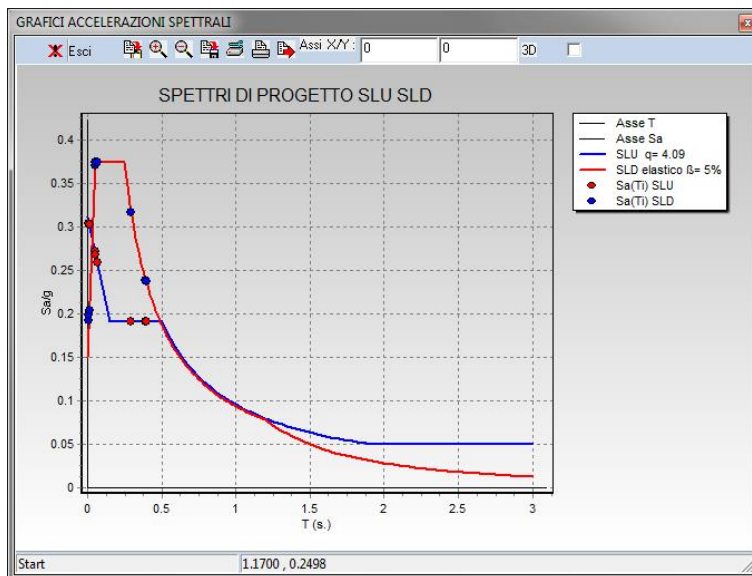 GRAFICI ACCELERAZIONI SPETTRALI
Esci Assi X/Y: 0 0 3D
SPETTRI DI PROGETTO SLU SLD
Asse T
Asse Sa
SLU q= 4.09
SLD elastico ß= 5%
Sa(Ti) SLU
Sa(Ti) SLD
Sa/g
0.4
0.35
0.3
0.25
0.2
0.15
0.1
0.05
0
0 0.5 1 1.5 2 2.5 3
T (s.)
Start 1.1700 , 0.2498